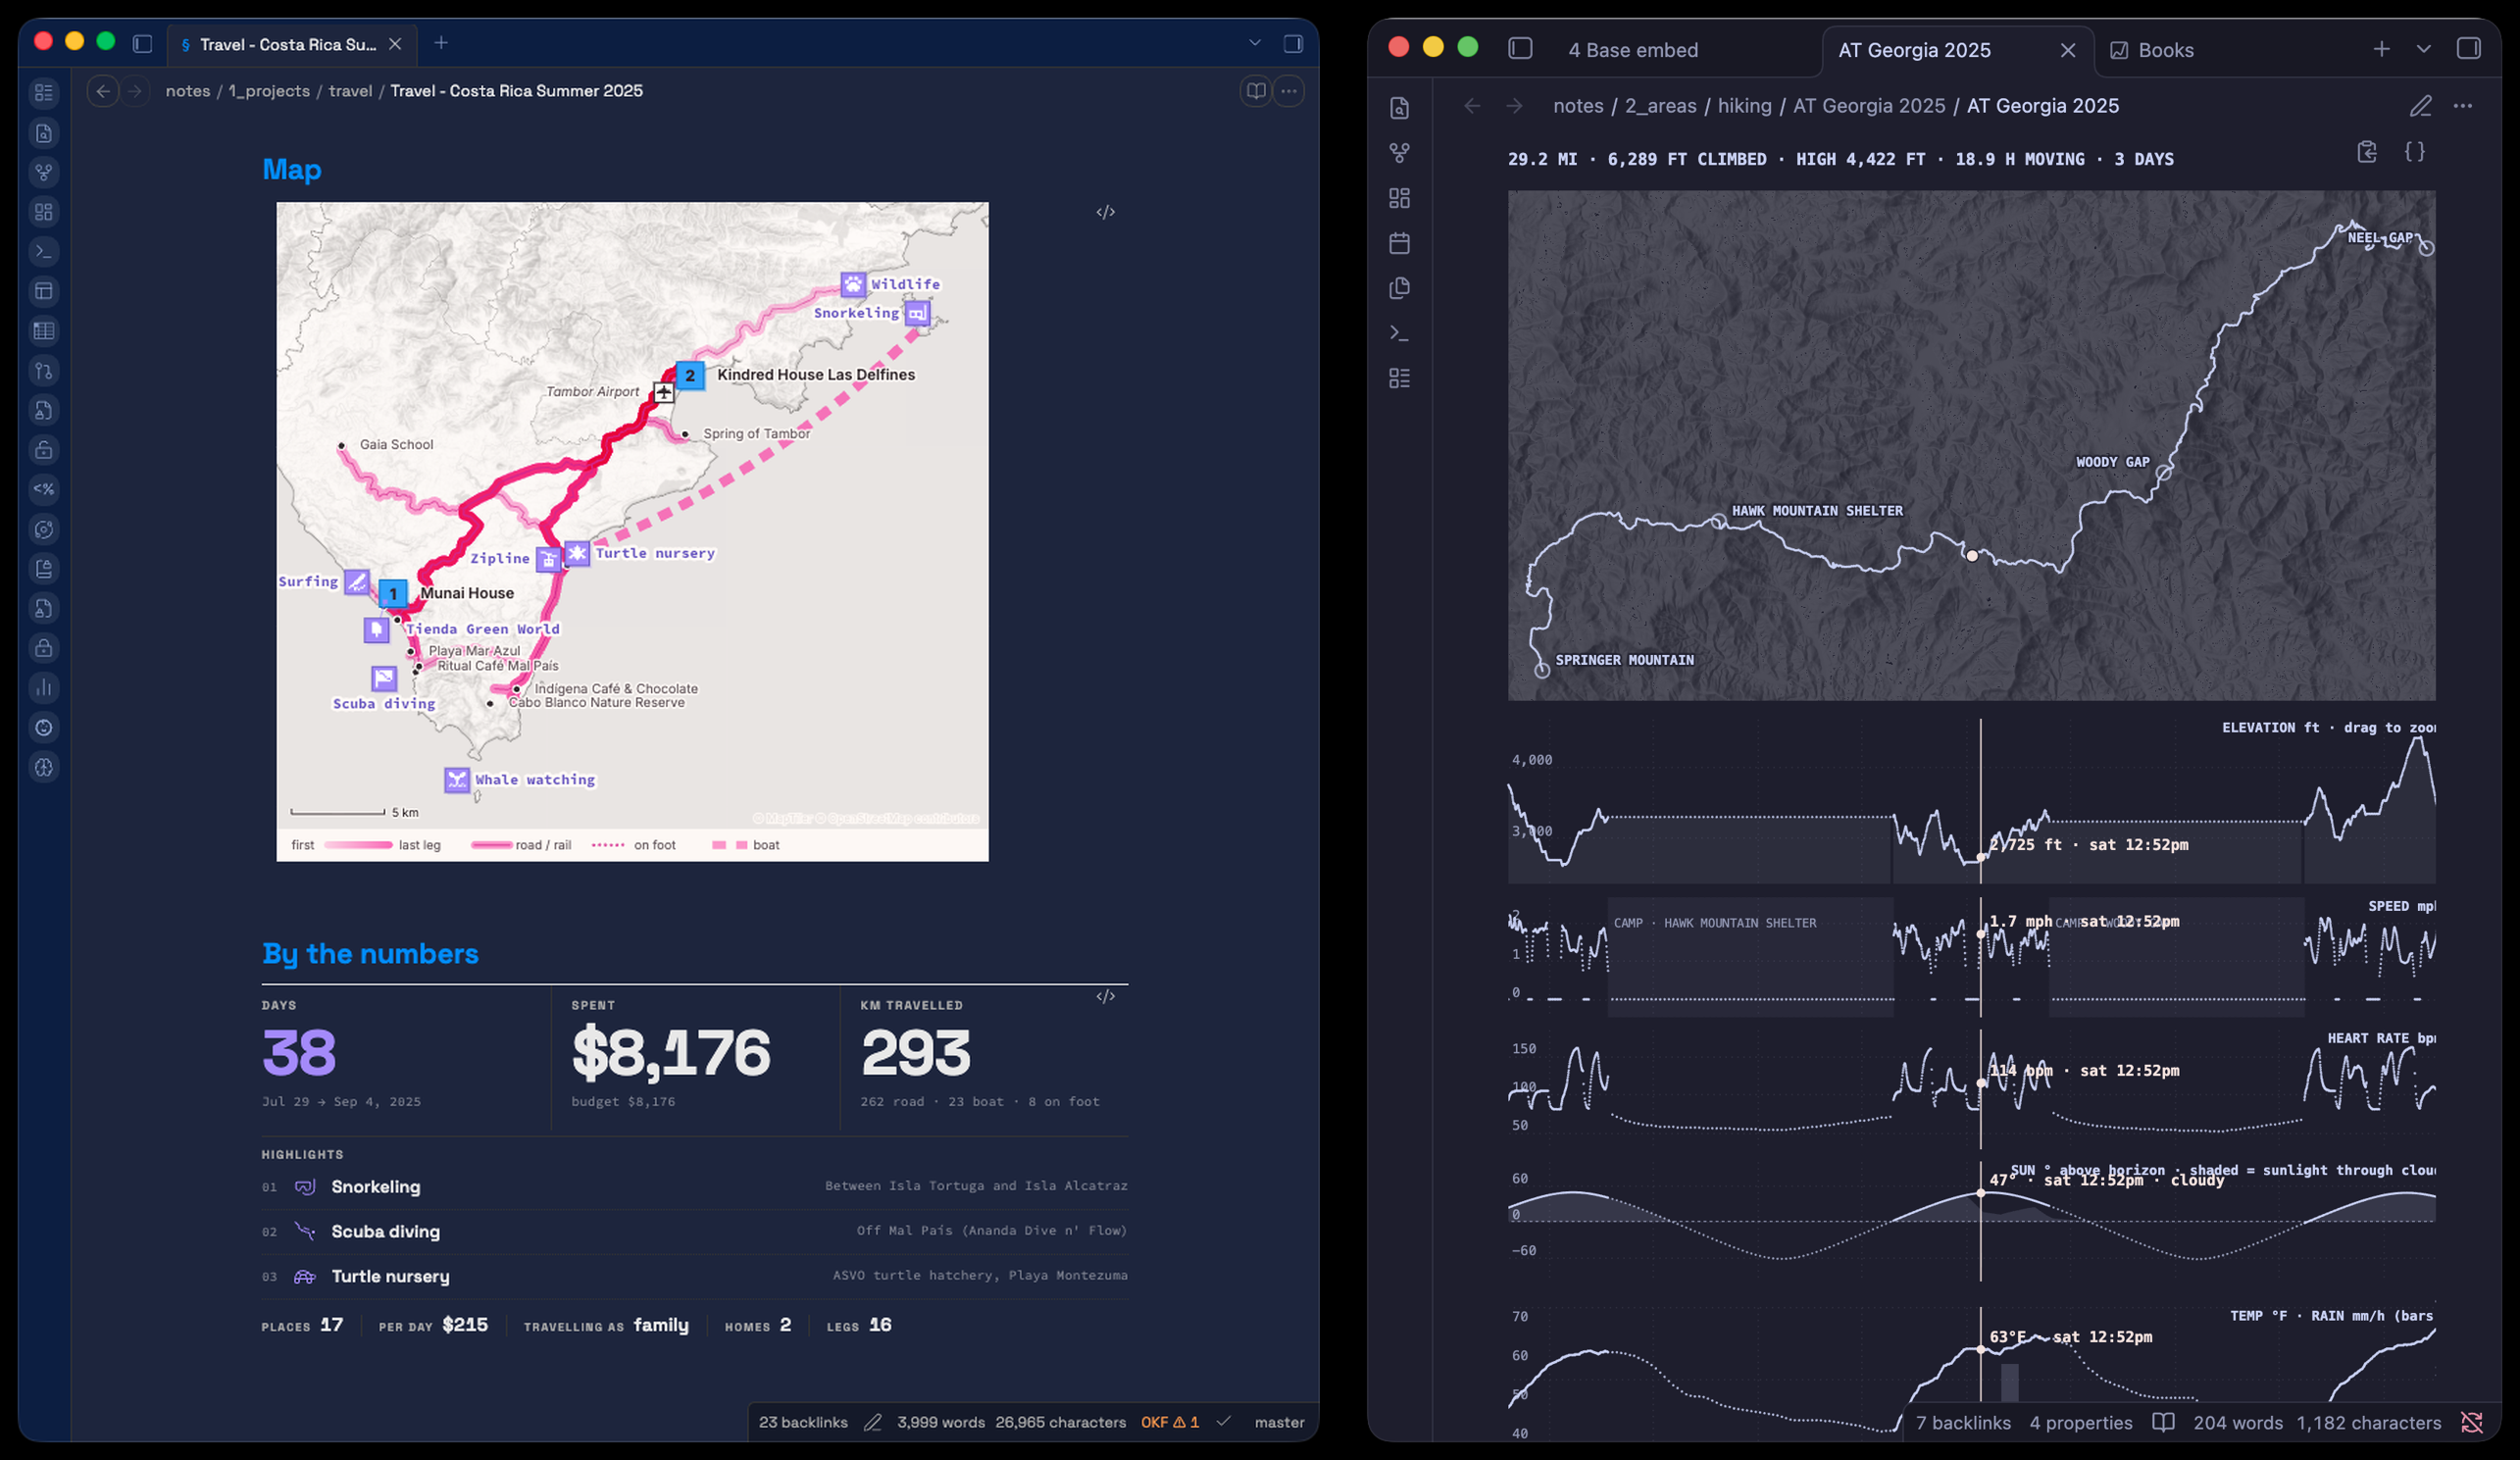 Travel - Costa Rica Su...
notes / 1_projects / travel / Travel - Costa Rica Summer 2025
Map
Wildlife
Snorkeling
2
Kindred House Las Delfines
Tambor Airport
Spring of Tambor
Gaia School
Zipline
Turtle nursery
Surfing
1
Munai House
Tienda Green World
Playa Mar Azul
Ritual Café Mal País
Indígena Café & Chocolate
Cabo Blanco Nature Reserve
Scuba diving
Whale watching
5 km
© MapTiler © OpenStreetMap contributors
first last leg road / rail on foot boat
By the numbers
DAYS SPENT KM TRAVELLED
38 $8,176 293
Jul 29 → Sep 4, 2025 budget $8,176 262 road · 23 boat · 8 on foot
HIGHLIGHTS
01 Snorkeling Between Isla Tortuga and Isla Alcatraz
02 Scuba diving Off Mal País (Ananda Dive n' Flow)
03 Turtle nursery ASVO turtle hatchery, Playa Montezuma
PLACES 17 PER DAY $215 TRAVELLING AS family HOMES 2 LEGS 16
23 backlinks 3,999 words 26,965 characters OKF ⚠ 1 master
4 Base embed AT Georgia 2025 Books
notes / 2_areas / hiking / AT Georgia 2025 / AT Georgia 2025
29.2 MI · 6,289 FT CLIMBED · HIGH 4,422 FT · 18.9 H MOVING · 3 DAYS
NEEL GAP
WOODY GAP
HAWK MOUNTAIN SHELTER
SPRINGER MOUNTAIN
ELEVATION ft · drag to zoo
4,000
3,000
2,725 ft · sat 12:52pm
SPEED mp
2
CAMP · HAWK MOUNTAIN SHELTER
1.7 mph · sat 12:52pm
1
0
HEART RATE bp
150
100
114 bpm · sat 12:52pm
50
SUN ° above horizon · shaded = sunlight through clou
60
47° · sat 12:52pm · cloudy
0
−60
TEMP °F · RAIN mm/h (bars
70
63°F · sat 12:52pm
60
50
40
7 backlinks 4 properties 204 words 1,182 characters